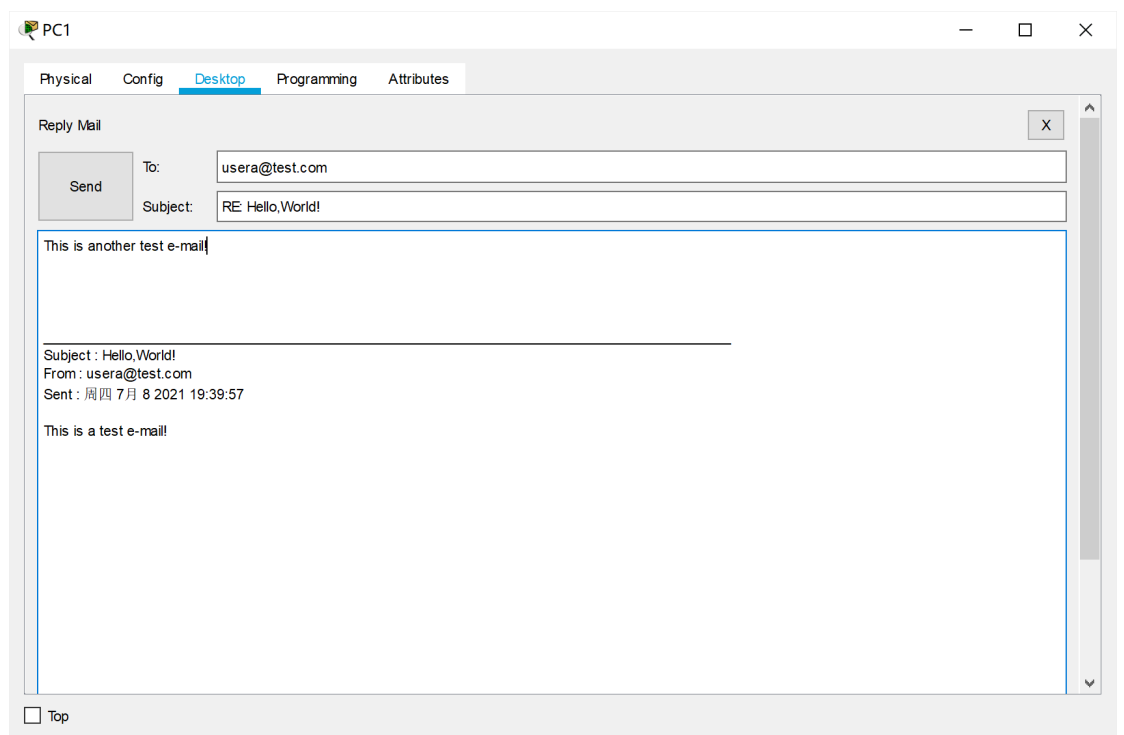 PC1
Physical Config Desktop Programming Attributes
Reply Mail
X
Send
To: usera@test.com
Subject: RE: Hello,World!
This is another test e-mail!
Subject : Hello,World!
From : usera@test.com
Sent : 周四 7月 8 2021 19:39:57
This is a test e-mail!
Top